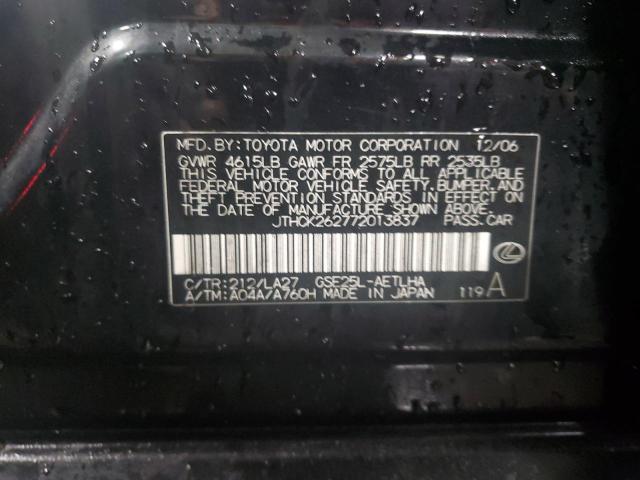 MFD. BY: TOYOTA MOTOR CORPORATION 12/06
GVWR 4615LB GAWR FR 2575LB RR 2535LB
THIS VEHICLE CONFORMS TO ALL APPLICABLE
FEDERAL MOTOR VEHICLE SAFETY, BUMPER, AND
THEFT PREVENTION STANDARDS IN EFFECT ON
THE DATE OF MANUFACTURE SHOWN ABOVE.
JTHCK262772013837 PASS.CAR
C/TR:212/LA27 GSE25L-AETLHA
A/TM:A04A/A760H MADE IN JAPAN 119A